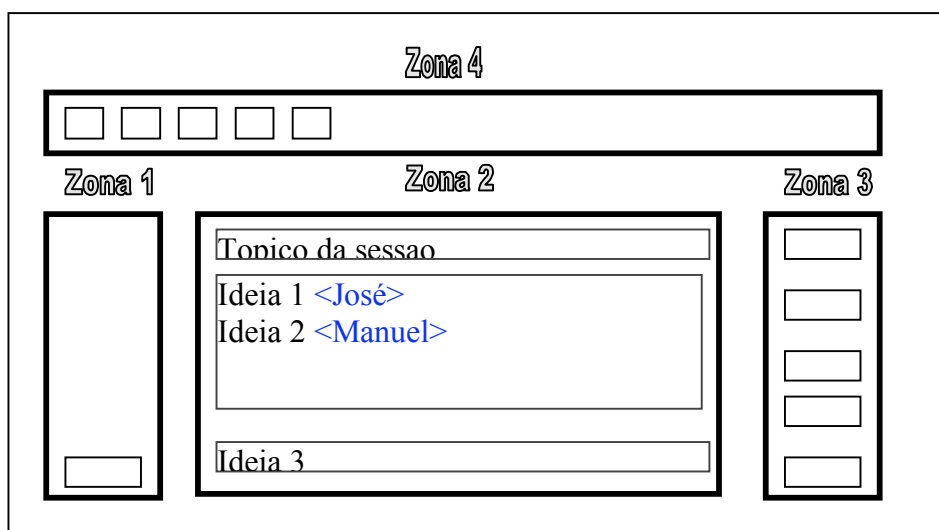 Zona 4
Zona 1
Zona 2
Zona 3
Topico da sessao
Ideia 1 <José>
Ideia 2 <Manuel>
Ideia 3